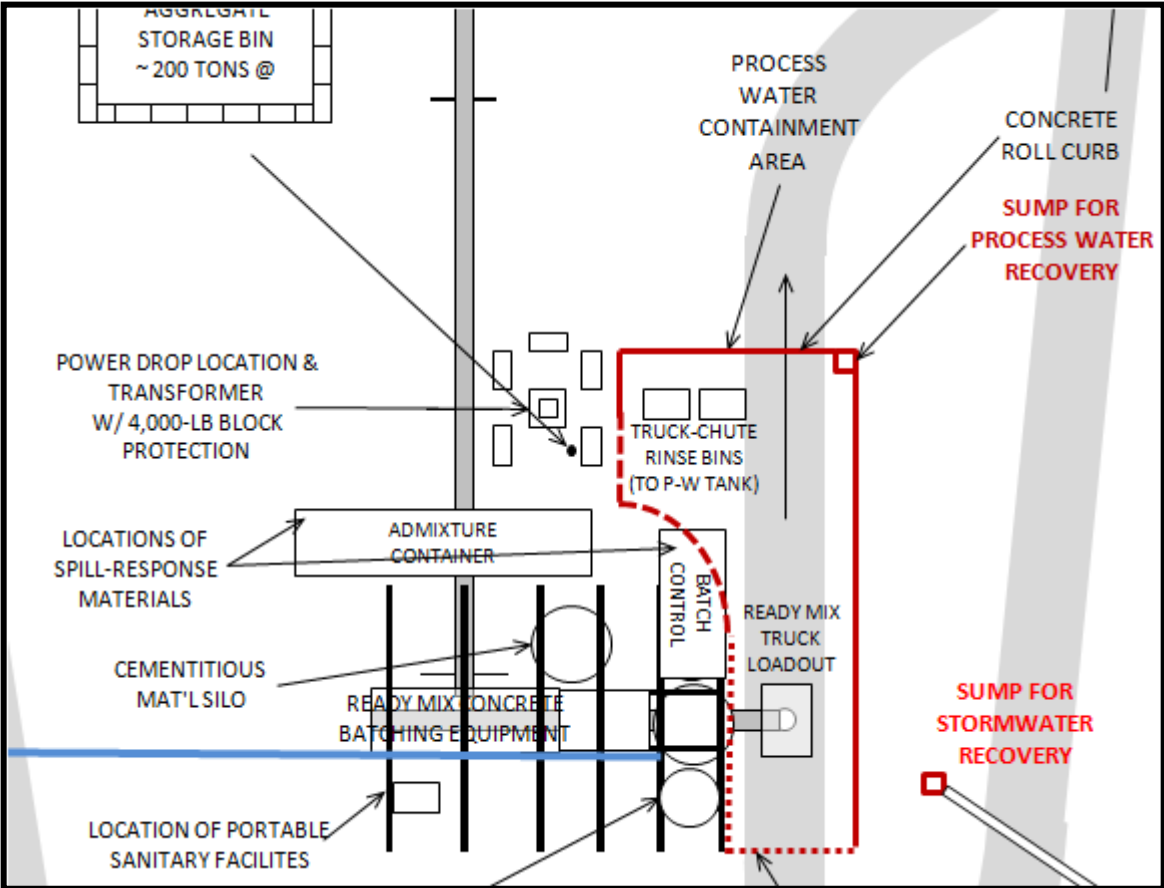 AGGREGATE
STORAGE BIN
~ 200 TONS @
PROCESS
WATER
CONTAINMENT
AREA
CONCRETE
ROLL CURB
SUMP FOR
PROCESS WATER
RECOVERY
POWER DROP LOCATION &
TRANSFORMER
W/ 4,000-LB BLOCK
PROTECTION
TRUCK-CHUTE
RINSE BINS
(TO P-W TANK)
LOCATIONS OF
SPILL-RESPONSE
MATERIALS
ADMIXTURE
CONTAINER
BATCH
CONTROL
READY MIX
TRUCK
LOADOUT
CEMENTITIOUS
MAT'L SILO
READY MIX CONCRETE
BATCHING EQUIPMENT
SUMP FOR
STORMWATER
RECOVERY
LOCATION OF PORTABLE
SANITARY FACILITES